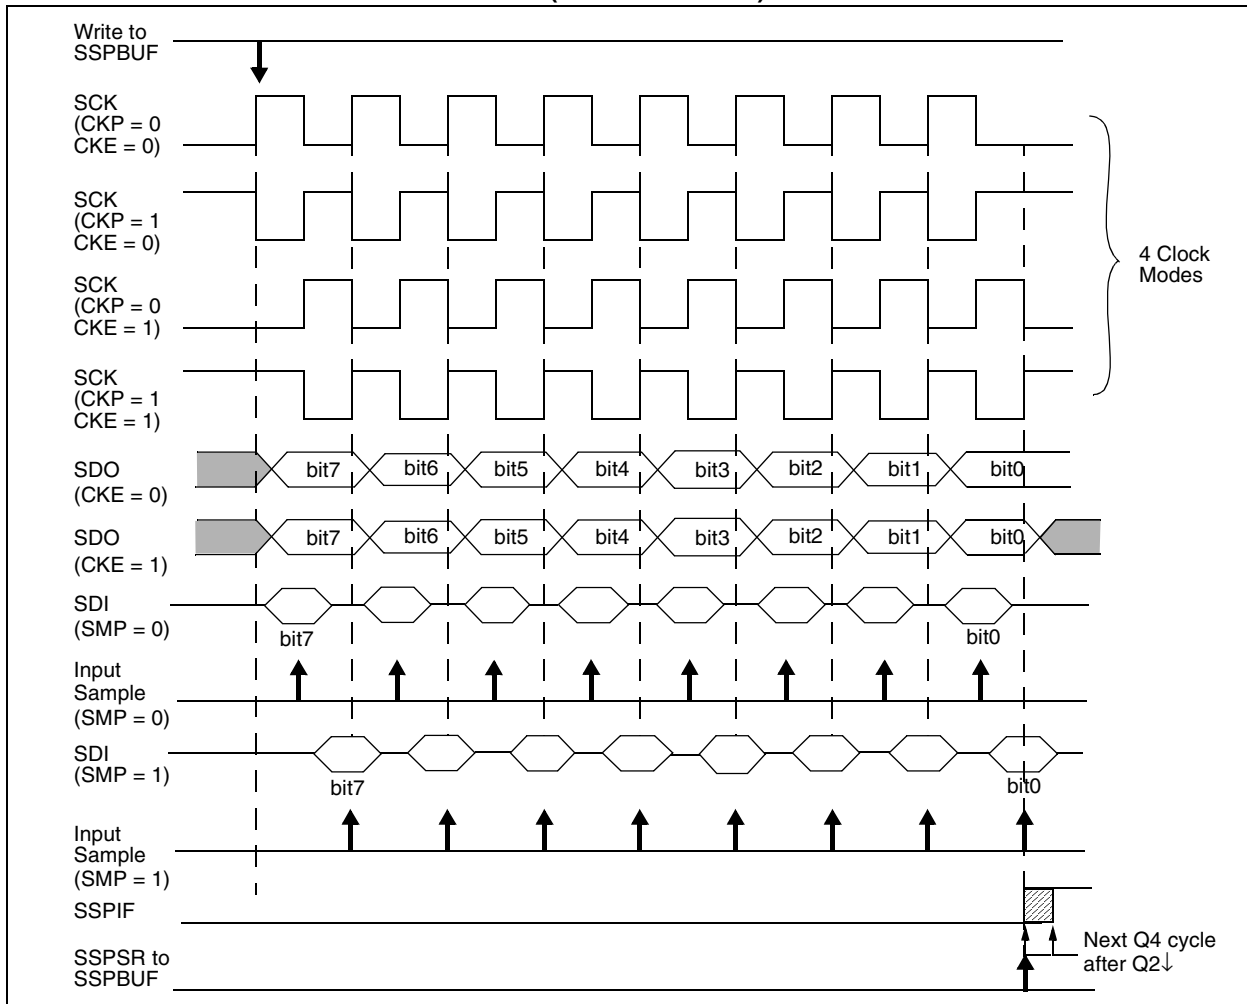 Write to
SSPBUF
SCK
(CKP = 0
CKE = 0)
SCK
(CKP = 1
CKE = 0)
4 Clock
Modes
SCK
(CKP = 0
CKE = 1)
SCK
(CKP = 1
CKE = 1)
SDO
(CKE = 0)
bit7 bit6 bit5 bit4 bit3 bit2 bit1 bit0
SDO
(CKE = 1)
bit7 bit6 bit5 bit4 bit3 bit2 bit1 bit0
SDI
(SMP = 0)
bit7 bit0
Input
Sample
(SMP = 0)
SDI
(SMP = 1)
bit7 bit0
Input
Sample
(SMP = 1)
SSPIF
Next Q4 cycle
after Q2↓
SSPSR to
SSPBUF